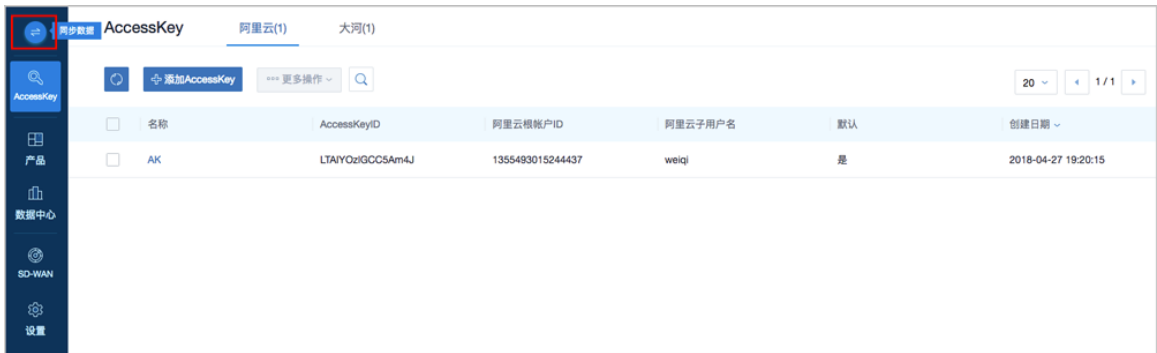 同步数据
AccessKey
阿里云(1)
大河(1)
AccessKey
添加AccessKey
更多操作
20
1 / 1
名称
AccessKeyID
阿里云根帐户ID
阿里云子用户名
默认
创建日期
AK
LTAIYOzlGCC5Am4J
1355493015244437
weiqi
是
2018-04-27 19:20:15
产品
数据中心
SD-WAN
设置